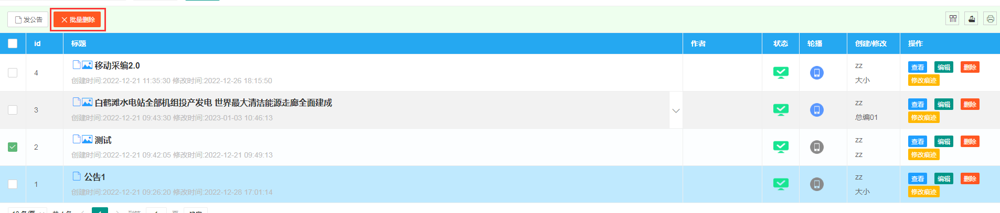 发公告 批量删除
id 标题 作者 状态 轮播 创建/修改 操作
4 移动采编2.0 zz 查看 编辑 删除
创建时间:2022-12-21 11:35:30 修改时间:2022-12-26 18:15:50 大小 修改痕迹
3 白鹤滩水电站全部机组投产发电 世界最大清洁能源走廊全面建成 zz 查看 编辑 删除
创建时间:2022-12-21 09:43:30 修改时间:2023-01-03 10:46:13 总编01 修改痕迹
2 测试 zz 查看 编辑 删除
创建时间:2022-12-21 09:42:05 修改时间:2022-12-21 09:49:13 zz 修改痕迹
1 公告1 zz 查看 编辑 删除
创建时间:2022-12-21 09:26:20 修改时间:2022-12-28 17:01:14 大小 修改痕迹